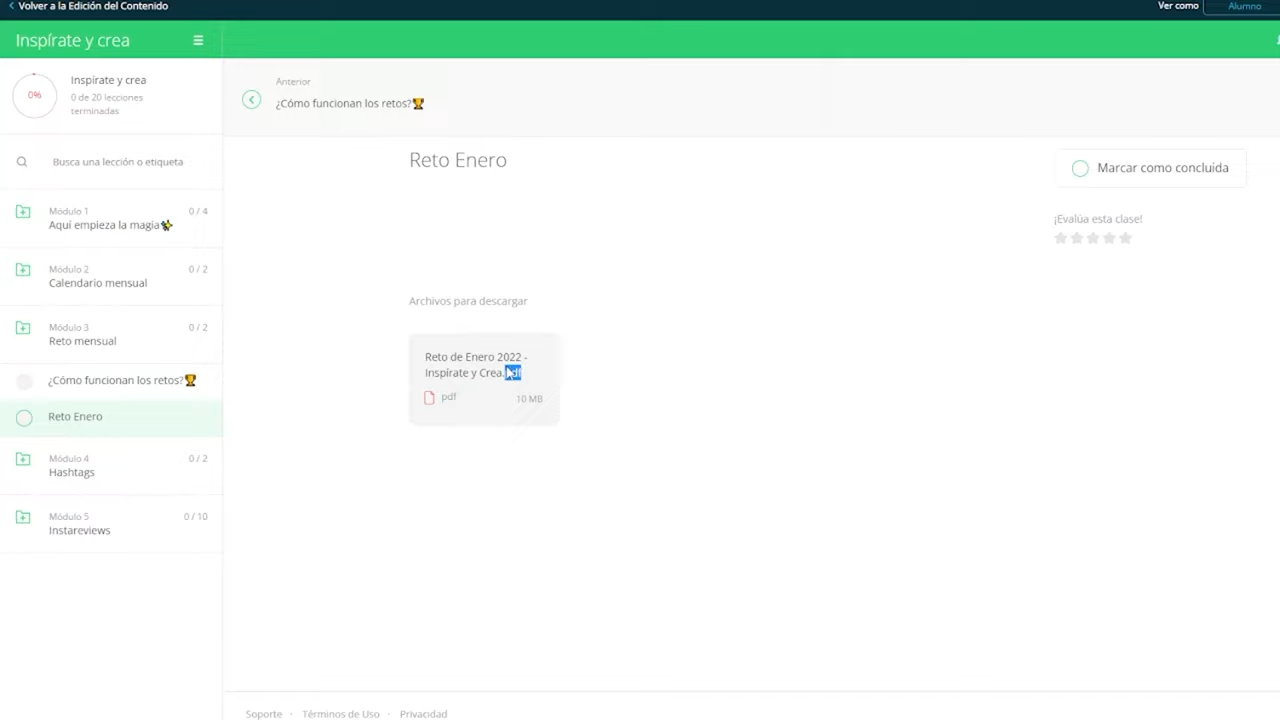 Volver a la Edición del Contenido
Ver como
Alumno
Inspírate y crea
0%
Inspírate y crea
0 de 20 lecciones
terminadas
Anterior
¿Cómo funcionan los retos?🏆
Busca una lección o etiqueta
Reto Enero
Marcar como concluida
¡Evalúa esta clase!
Módulo 1
0 / 4
Aquí empieza la magia✨
Módulo 2
0 / 2
Calendario mensual
Módulo 3
0 / 2
Reto mensual
¿Cómo funcionan los retos?🏆
Reto Enero
Módulo 4
0 / 2
Hashtags
Módulo 5
0 / 10
Instareviews
Archivos para descargar
Reto de Enero 2022 -
Inspírate y Crea.pdf
pdf
10 MB
Soporte · Términos de Uso · Privacidad